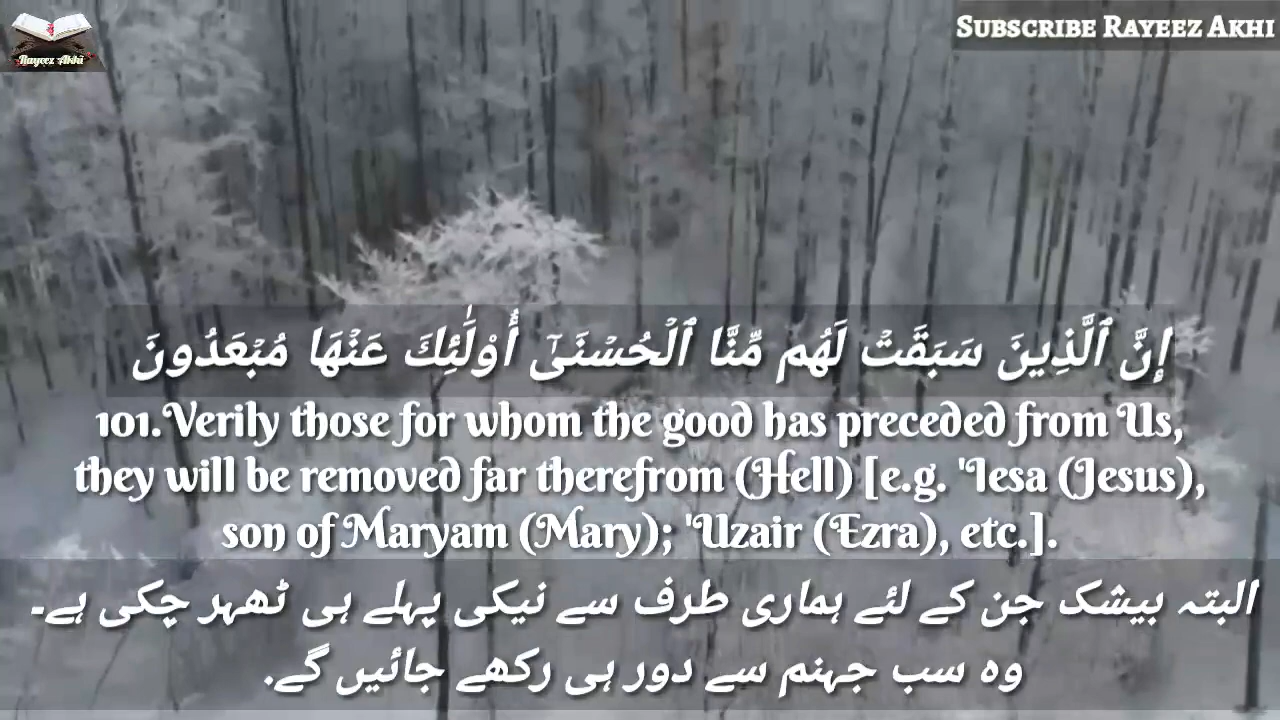 Rayeez Akhi
SUBSCRIBE RAYEEZ AKHI
إِنَّ ٱلَّذِينَ سَبَقَتْ لَهُم مِّنَّا ٱلْحُسْنَىٰٓ أُو۟لَٰٓئِكَ عَنْهَا مُبْعَدُونَ
101.Verily those for whom the good has preceded from Us,
they will be removed far therefrom (Hell) [e.g. 'Iesa (Jesus),
son of Maryam (Mary); 'Uzair (Ezra), etc.].
البتہ بیشک جن کے لئے ہماری طرف سے نیکی پہلے ہی ٹھہر چکی ہے۔
وہ سب جہنم سے دور ہی رکھے جائیں گے.